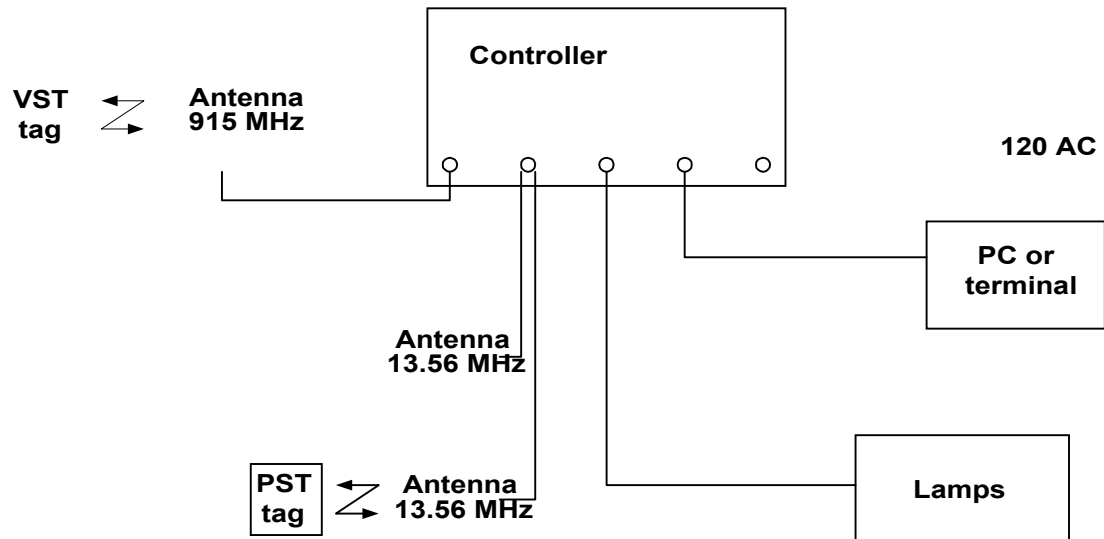 Controller
VST
tag
Antenna
915 MHz
120 AC
PC or
terminal
Antenna
13.56 MHz
PST
tag
Antenna
13.56 MHz
Lamps